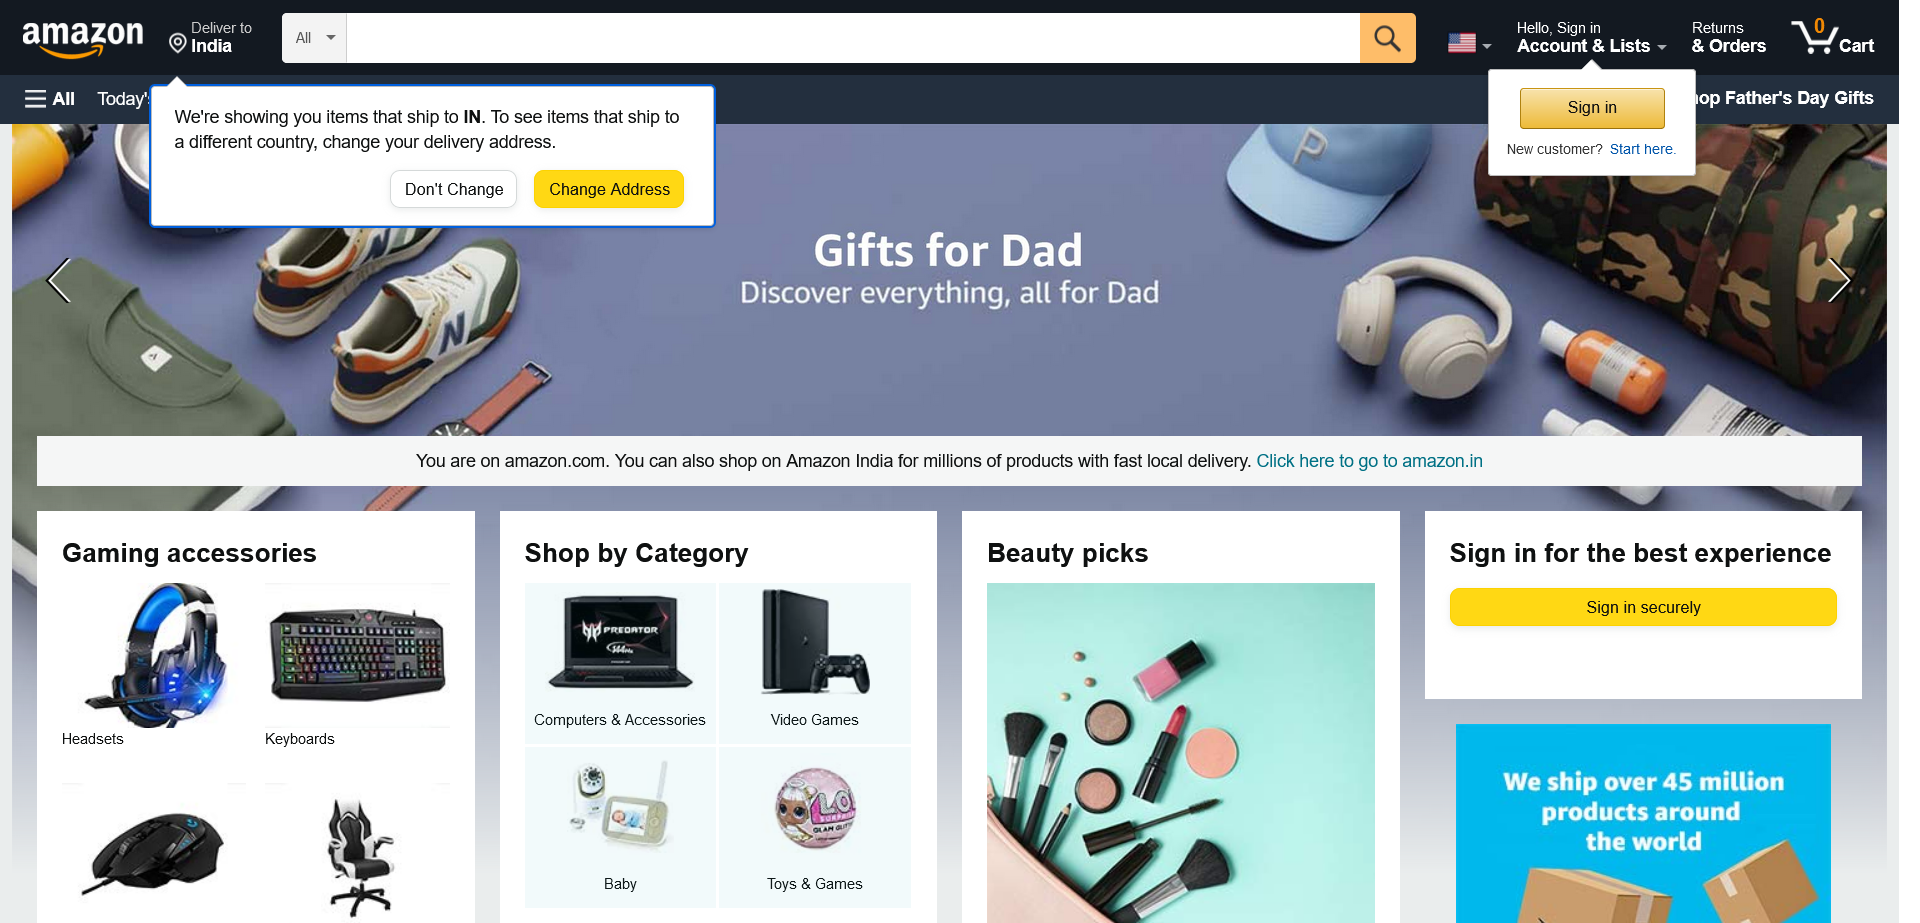 amazon
Deliver to
India
All
Hello, Sign in
Account & Lists
Returns
& Orders
0
Cart
All
Today's
We're showing you items that ship to IN. To see items that ship to
a different country, change your delivery address.
Don't Change
Change Address
Sign in
New customer? Start here.
op Father's Day Gifts
P
Gifts for Dad
Discover everything, all for Dad
N
N
You are on amazon.com. You can also shop on Amazon India for millions of products with fast local delivery. Click here to go to amazon.in
Gaming accessories
Headsets
Keyboards
Shop by Category
PREDATOR
144Hz
Computers & Accessories
Video Games
Baby
L.O.L.
SURPRISE
GLAM GLITTER
Toys & Games
Beauty picks
Sign in for the best experience
Sign in securely
We ship over 45 million
products around
the world